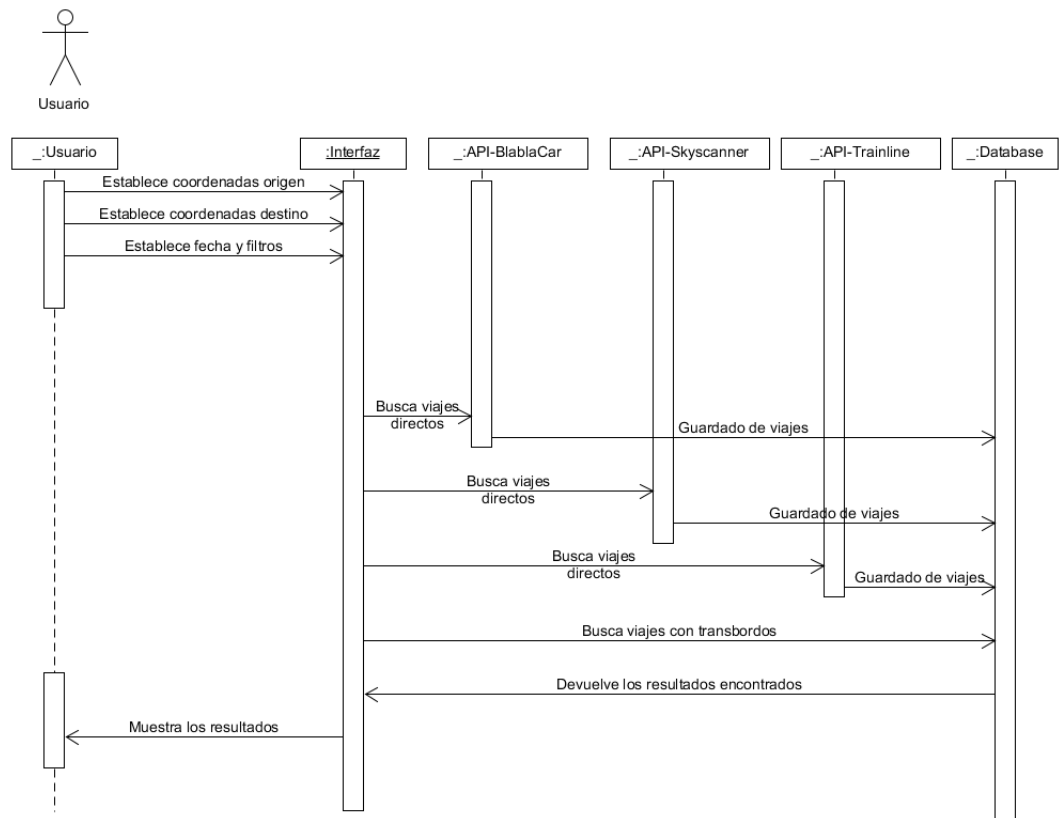 Usuario
_:Usuario
:Interfaz
_:API-BlablaCar
_:API-Skyscanner
_:API-Trainline
_:Database
Establece coordenadas origen
Establece coordenadas destino
Establece fecha y filtros
Busca viajes
directos
Guardado de viajes
Busca viajes
directos
Guardado de viajes
Busca viajes
directos
Guardado de viajes
Busca viajes con transbordos
Devuelve los resultados encontrados
Muestra los resultados